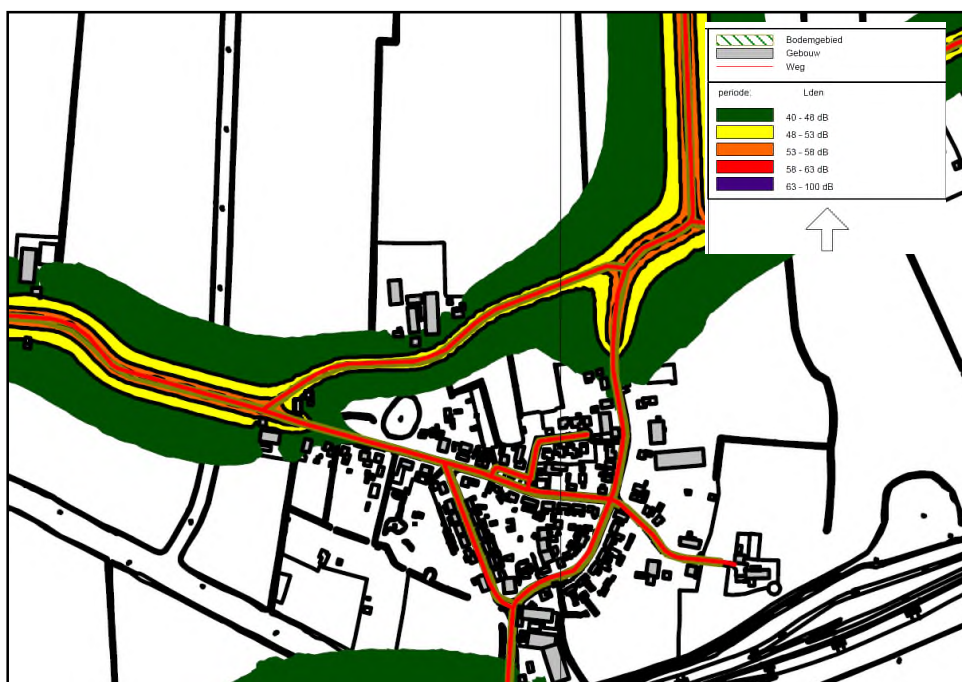 Bodemgebied
Gebouw
Weg
periode: Lden
40 - 48 dB
48 - 53 dB
53 - 58 dB
58 - 63 dB
63 - 100 dB